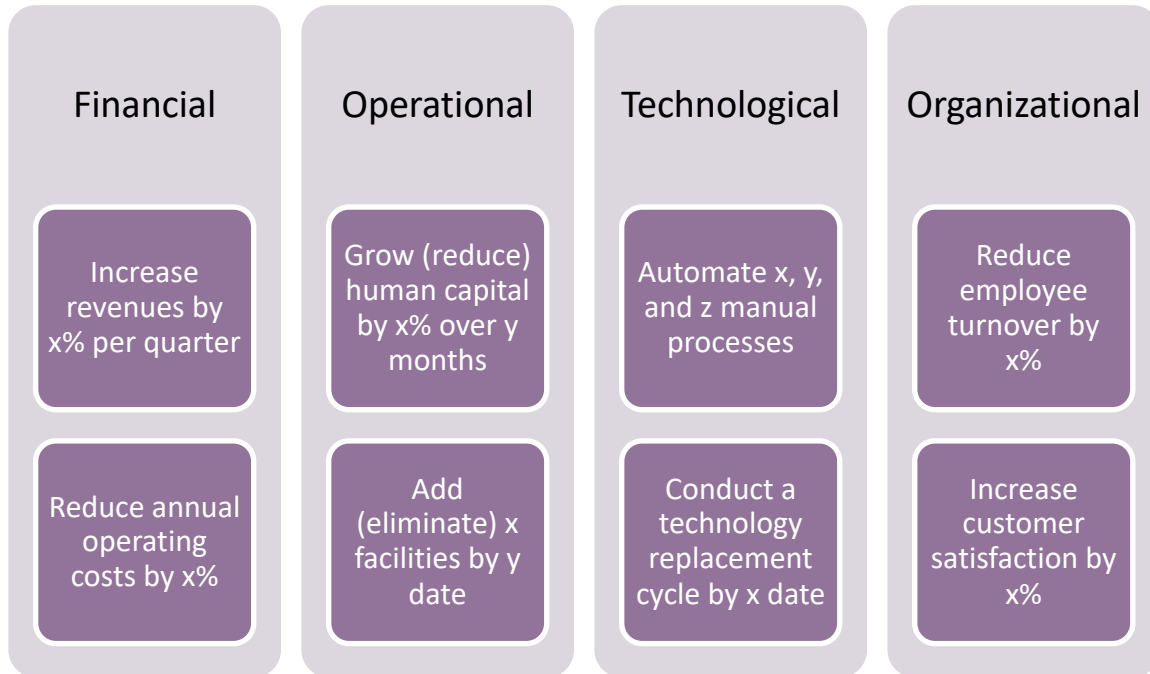 Financial
Increase
revenues by
x% per quarter
Reduce annual
operating
costs by x%
Operational
Grow (reduce)
human capital
by x% over y
months
Add
(eliminate) x
facilities by y
date
Technological
Automate x, y,
and z manual
processes
Conduct a
technology
replacement
cycle by x date
Organizational
Reduce
employee
turnover by
x%
Increase
customer
satisfaction by
x%